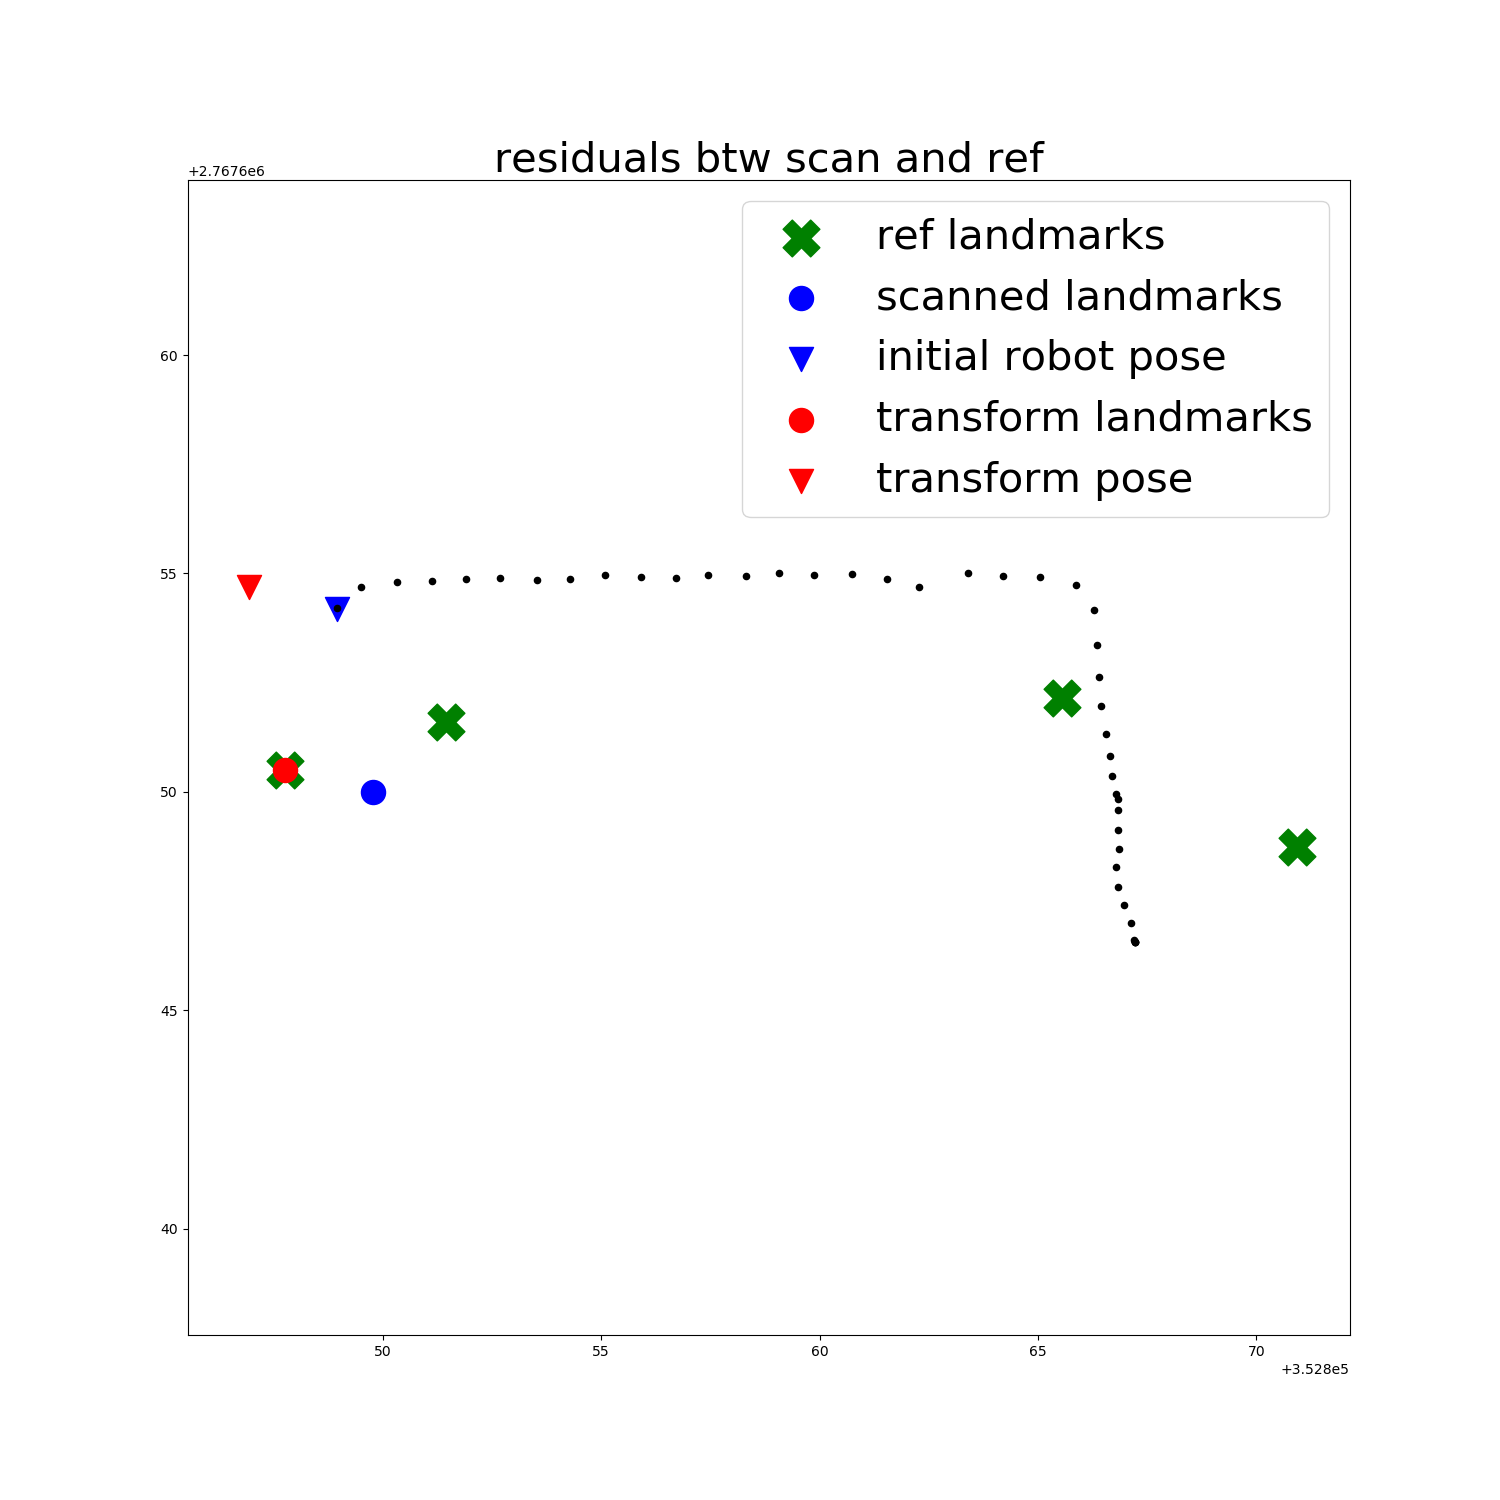 residuals btw scan and ref
+2.7676e6
ref landmarks
scanned landmarks
initial robot pose
transform landmarks
transform pose
60
55
50
45
40
50 55 60 65 70
+3.528e5